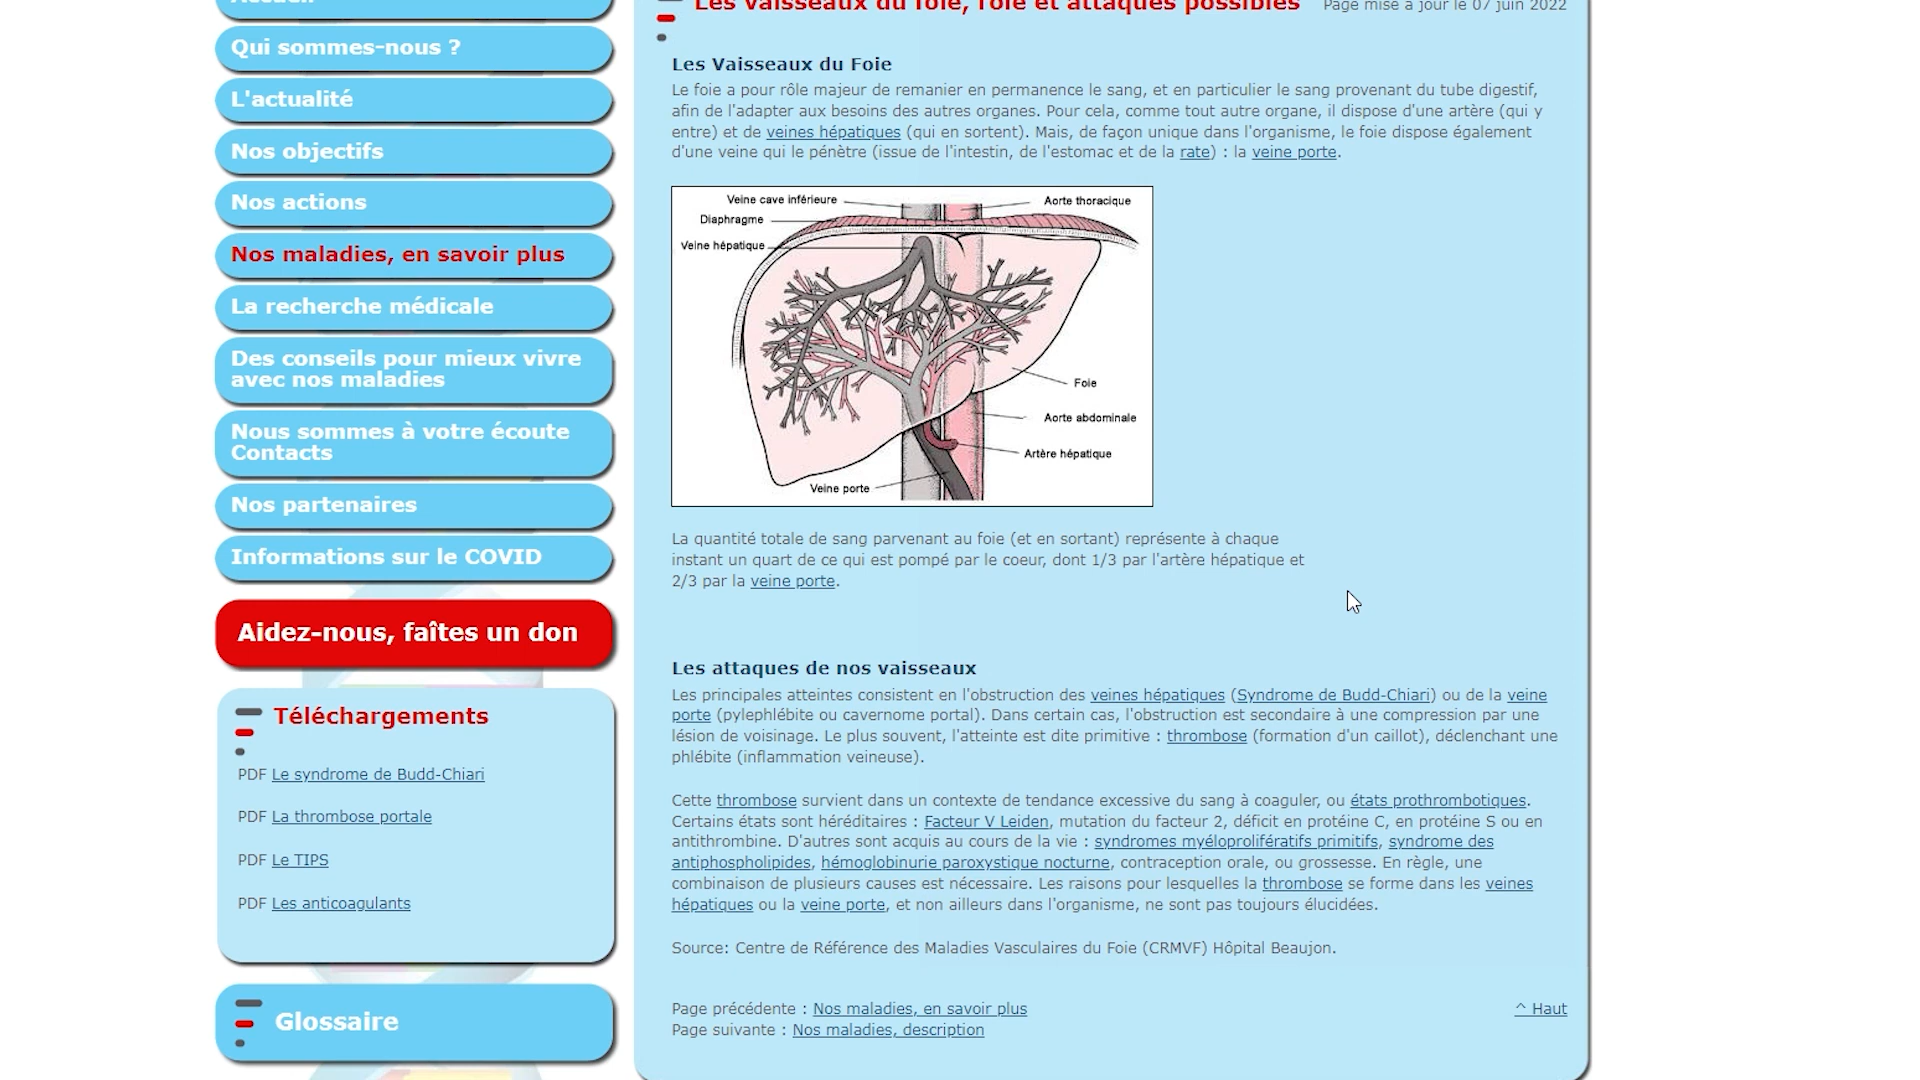 Accueil
Qui sommes-nous ?
L'actualité
Nos objectifs
Nos actions
Nos maladies, en savoir plus
La recherche médicale
Des conseils pour mieux vivre
avec nos maladies
Nous sommes à votre écoute
Contacts
Nos partenaires
Informations sur le COVID
Aidez-nous, faîtes un don
Téléchargements
PDF Le syndrome de Budd-Chiari
PDF La thrombose portale
PDF Le TIPS
PDF Les anticoagulants
Glossaire
Les vaisseaux du foie, foie et attaques possibles
Page mise à jour le 07 juin 2022
Les Vaisseaux du Foie
Le foie a pour rôle majeur de remanier en permanence le sang, et en particulier le sang provenant du tube digestif,
afin de l'adapter aux besoins des autres organes. Pour cela, comme tout autre organe, il dispose d'une artère (qui y
entre) et de veines hépatiques (qui en sortent). Mais, de façon unique dans l'organisme, le foie dispose également
d'une veine qui le pénètre (issue de l'intestin, de l'estomac et de la rate) : la veine porte.
Veine cave inférieure
Aorte thoracique
Diaphragme
Veine hépatique
Foie
Aorte abdominale
Artère hépatique
Veine porte
La quantité totale de sang parvenant au foie (et en sortant) représente à chaque
instant un quart de ce qui est pompé par le coeur, dont 1/3 par l'artère hépatique et
2/3 par la veine porte.
Les attaques de nos vaisseaux
Les principales atteintes consistent en l'obstruction des veines hépatiques (Syndrome de Budd-Chiari) ou de la veine
porte (pylephlébite ou cavernome portal). Dans certain cas, l'obstruction est secondaire à une compression par une
lésion de voisinage. Le plus souvent, l'atteinte est dite primitive : thrombose (formation d'un caillot), déclenchant une
phlébite (inflammation veineuse).
Cette thrombose survient dans un contexte de tendance excessive du sang à coaguler, ou états prothrombotiques.
Certains états sont héréditaires : Facteur V Leiden, mutation du facteur 2, déficit en protéine C, en protéine S ou en
antithrombine. D'autres sont acquis au cours de la vie : syndromes myéloprolifératifs primitifs, syndrome des
antiphospholipides, hémoglobinurie paroxystique nocturne, contraception orale, ou grossesse. En règle, une
combinaison de plusieurs causes est nécessaire. Les raisons pour lesquelles la thrombose se forme dans les veines
hépatiques ou la veine porte, et non ailleurs dans l'organisme, ne sont pas toujours élucidées.
Source: Centre de Référence des Maladies Vasculaires du Foie (CRMVF) Hôpital Beaujon.
Page précédente : Nos maladies, en savoir plus
^ Haut
Page suivante : Nos maladies, description